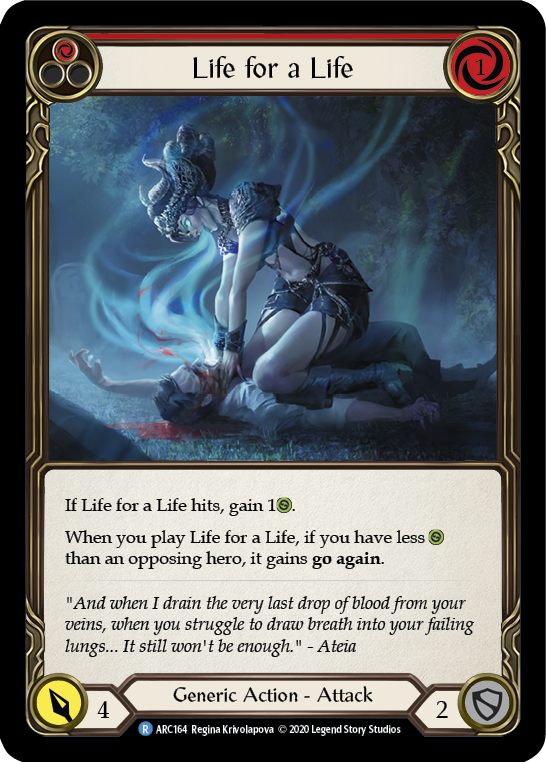 Life for a Life
1
If Life for a Life hits, gain 1.
When you play Life for a Life, if you have less
than an opposing hero, it gains go again.
"And when I drain the very last drop of blood from your
veins, when you struggle to draw breath into your failing
lungs... It still won't be enough." - Ateia
4
Generic Action - Attack
2
R ARC164 Regina Krivolapova © 2020 Legend Story Studios